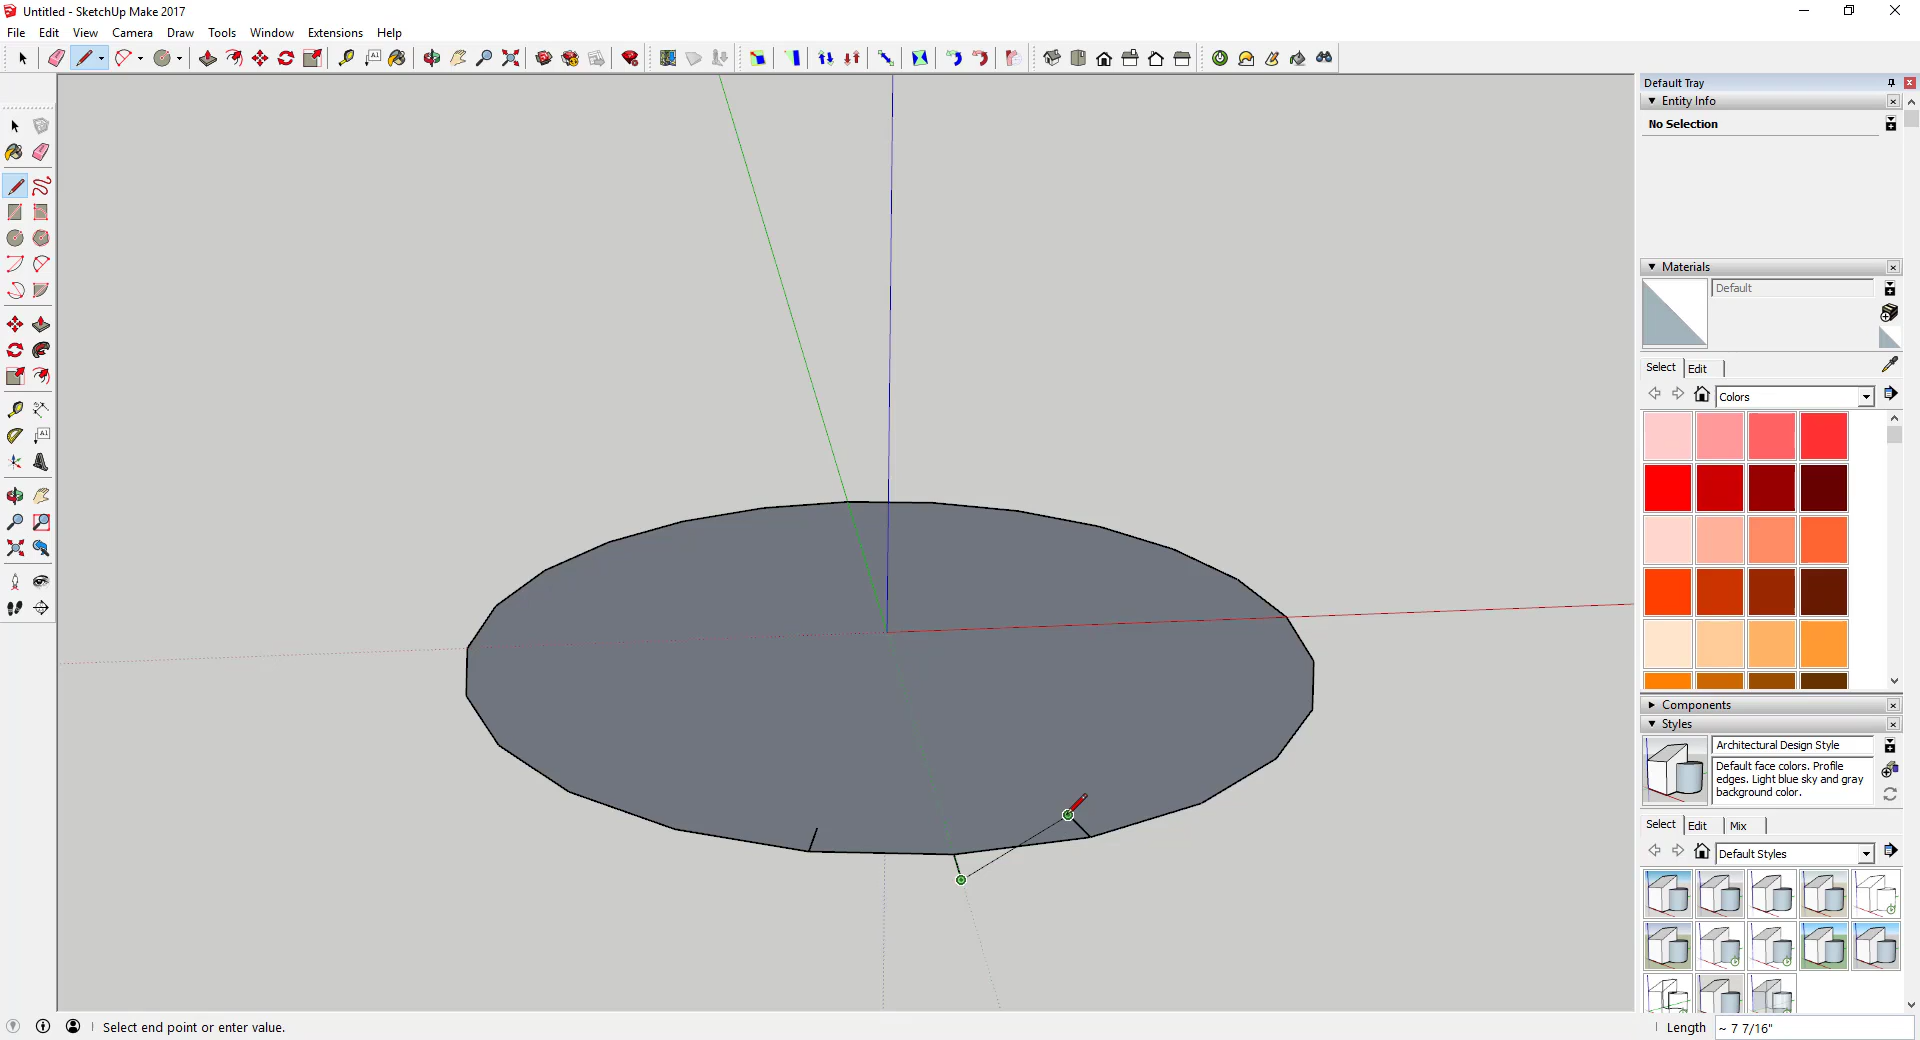 Untitled - SketchUp Make 2017
File Edit View Camera Draw Tools Window Extensions Help
Default Tray
Entity Info
No Selection
Materials
Default
Select Edit
Colors
Components
Styles
Architectural Design Style
Default face colors. Profile
edges. Light blue sky and gray
background color.
Select Edit Mix
Default Styles
Select end point or enter value.
Length ~ 7 7/16"